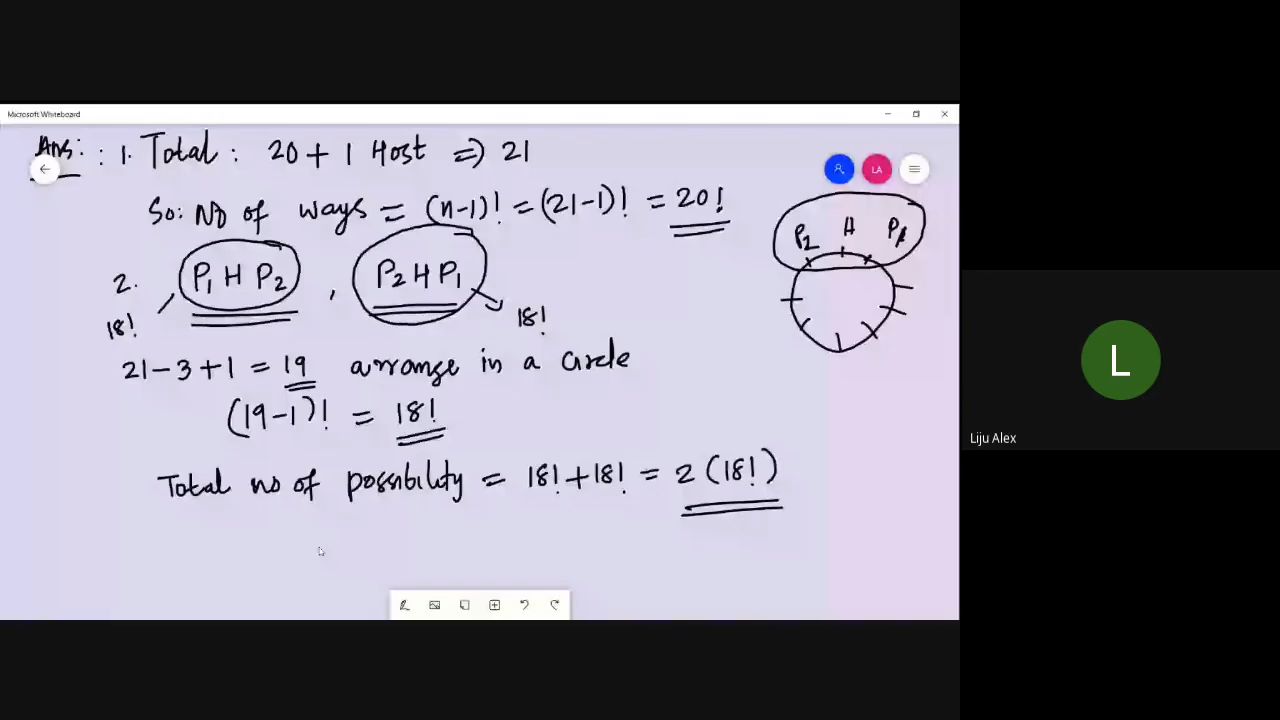 Microsoft Whiteboard
Ans: : 1. Total : 20 + 1 Host => 21
So: No of ways = (n-1)! = (21-1)! = 20!
LA
P2 H P1
2. P1 H P2 , P2 H P1
18! 18!
21 - 3 + 1 = 19 arrange in a circle
(19-1)! = 18!
Total no of possibility = 18! + 18! = 2 (18!)
L
Liju Alex